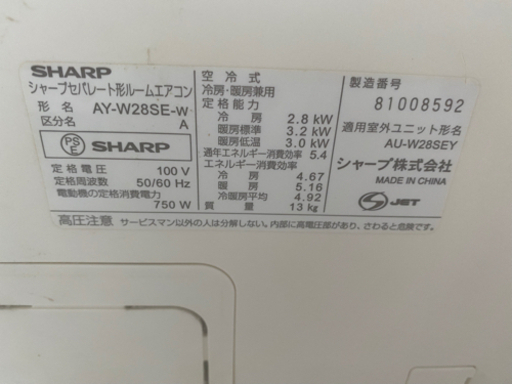 SHARP
シャープセパレート形ルームエアコン
形名 AY-W28SE-W
区分名 A
PS E SHARP
定格電圧 100 V
定格周波数 50/60 Hz
電動機の定格消費電力
750 W
空冷式
冷房・暖房兼用
定格能力
冷房 2.8 kW
暖房標準 3.2 kW
暖房低温 3.0 kW
通年エネルギー消費効率 5.4
エネルギー消費効率
冷房 4.67
暖房 5.16
冷暖房平均 4.92
質量 13 kg
製造番号
81008592
適用室外ユニット形名
AU-W28SEY
シャープ株式会社
MADE IN CHINA
JET
高圧注意 サービスマン以外の人は分解しない。内部に高電圧部があり、さわると危険です。